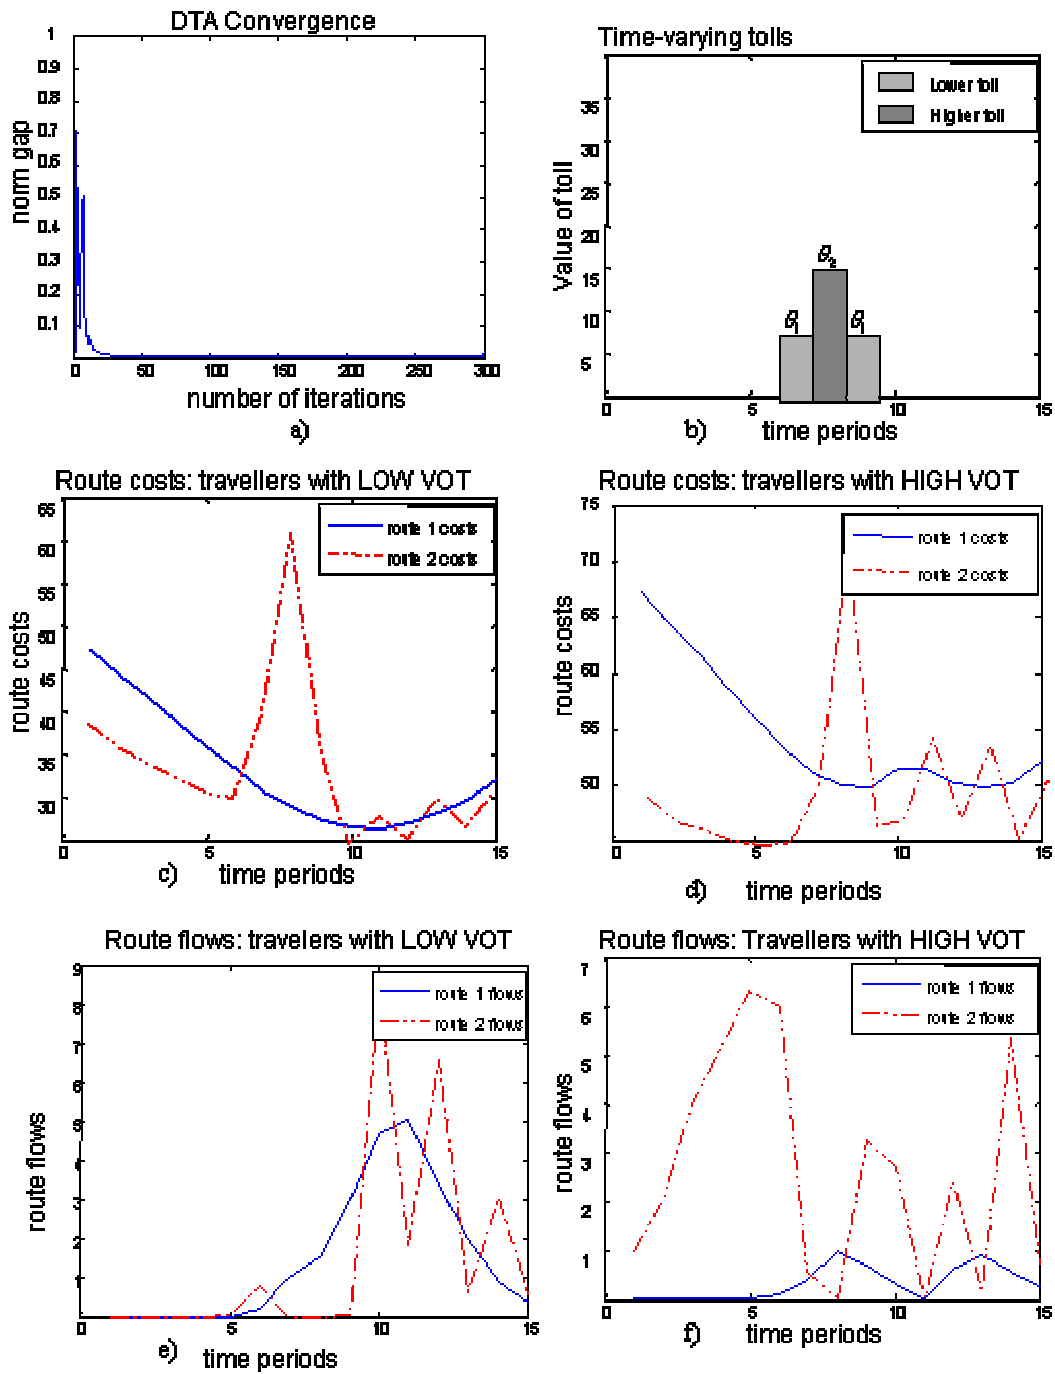 DTA Convergence
1
0.9
0.8
0.7
0.6
0.5
0.4
0.3
0.2
0.1
norm gap
0 50 100 150 200 250 300
number of iterations
a)
Time-varying tolls
Lower toll
Higher toll
35
30
25
20
15
10
5
Value of toll
0 5 10 15
b) time periods
Route costs: travellers with LOW VOT
route 1 costs
route 2 costs
65
60
55
50
45
40
35
30
route costs
0 5 10 15
c) time periods
Route costs: travellers with HIGH VOT
route 1 costs
route 2 costs
75
70
65
60
55
50
route costs
0 5 10 15
d) time periods
Route flows: travelers with LOW VOT
route 1 flows
route 2 flows
9
8
7
6
5
4
3
2
1
route flows
0 5 10 15
e) time periods
Route flows: Travellers with HIGH VOT
route 1 flows
route 2 flows
7
6
5
4
3
2
1
route flows
0 5 10 15
f) time periods